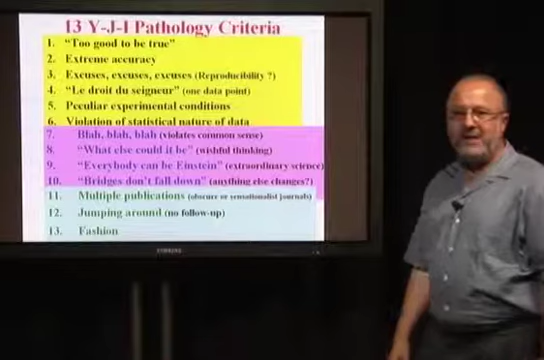 13 Y-J-I Pathology Criteria
1. “Too good to be true”
2. Extreme accuracy
3. Excuses, excuses, excuses (Reproducibility ?)
4. “Le droit du seigneur” (one data point)
5. Peculiar experimental conditions
6. Violation of statistical nature of data
7. Blah, blah, blah (violates common sense)
8. “What else could it be” (wishful thinking)
9. “Everybody can be Einstein” (extraordinary science)
10. “Bridges don’t fall down” (anything else changes?)
11. Multiple publications (obscure or sensationalist journals)
12. Jumping around (no follow-up)
13. Fashion
SAMSUNG